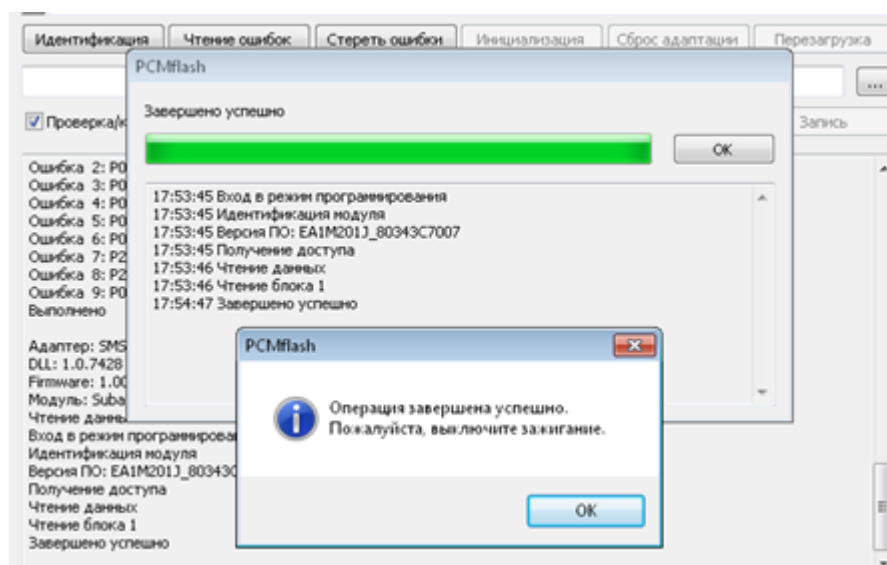 Идентификация
Чтение ошибок
Стереть ошибки
Инициализация
Сброс адаптации
Перезагрузка
...
PCMflash
Завершено успешно
OK
Проверка/к
Запись
17:53:45 Вход в режим программирования
17:53:45 Идентификация модуля
17:53:45 Версия ПО: EA1M201J_80343C7007
17:53:45 Получение доступа
17:53:46 Чтение данных
17:53:46 Чтение блока 1
17:54:47 Завершено успешно
Ошибка 2: P0
Ошибка 3: P0
Ошибка 4: P0
Ошибка 5: P0
Ошибка 6: P0
Ошибка 7: P2
Ошибка 8: P2
Ошибка 9: P0
Выполнено
Адаптер: SMS
DLL: 1.0.7428
Firmware: 1.00
Модуль: Suba
Чтение данны
Вход в режим программирова
Идентификация модуля
Версия ПО: EA1M201J_80343C
Получение доступа
Чтение данных
Чтение блока 1
Завершено успешно
PCMflash
Операция завершена успешно.
Пожалуйста, выключите зажигание.
OK